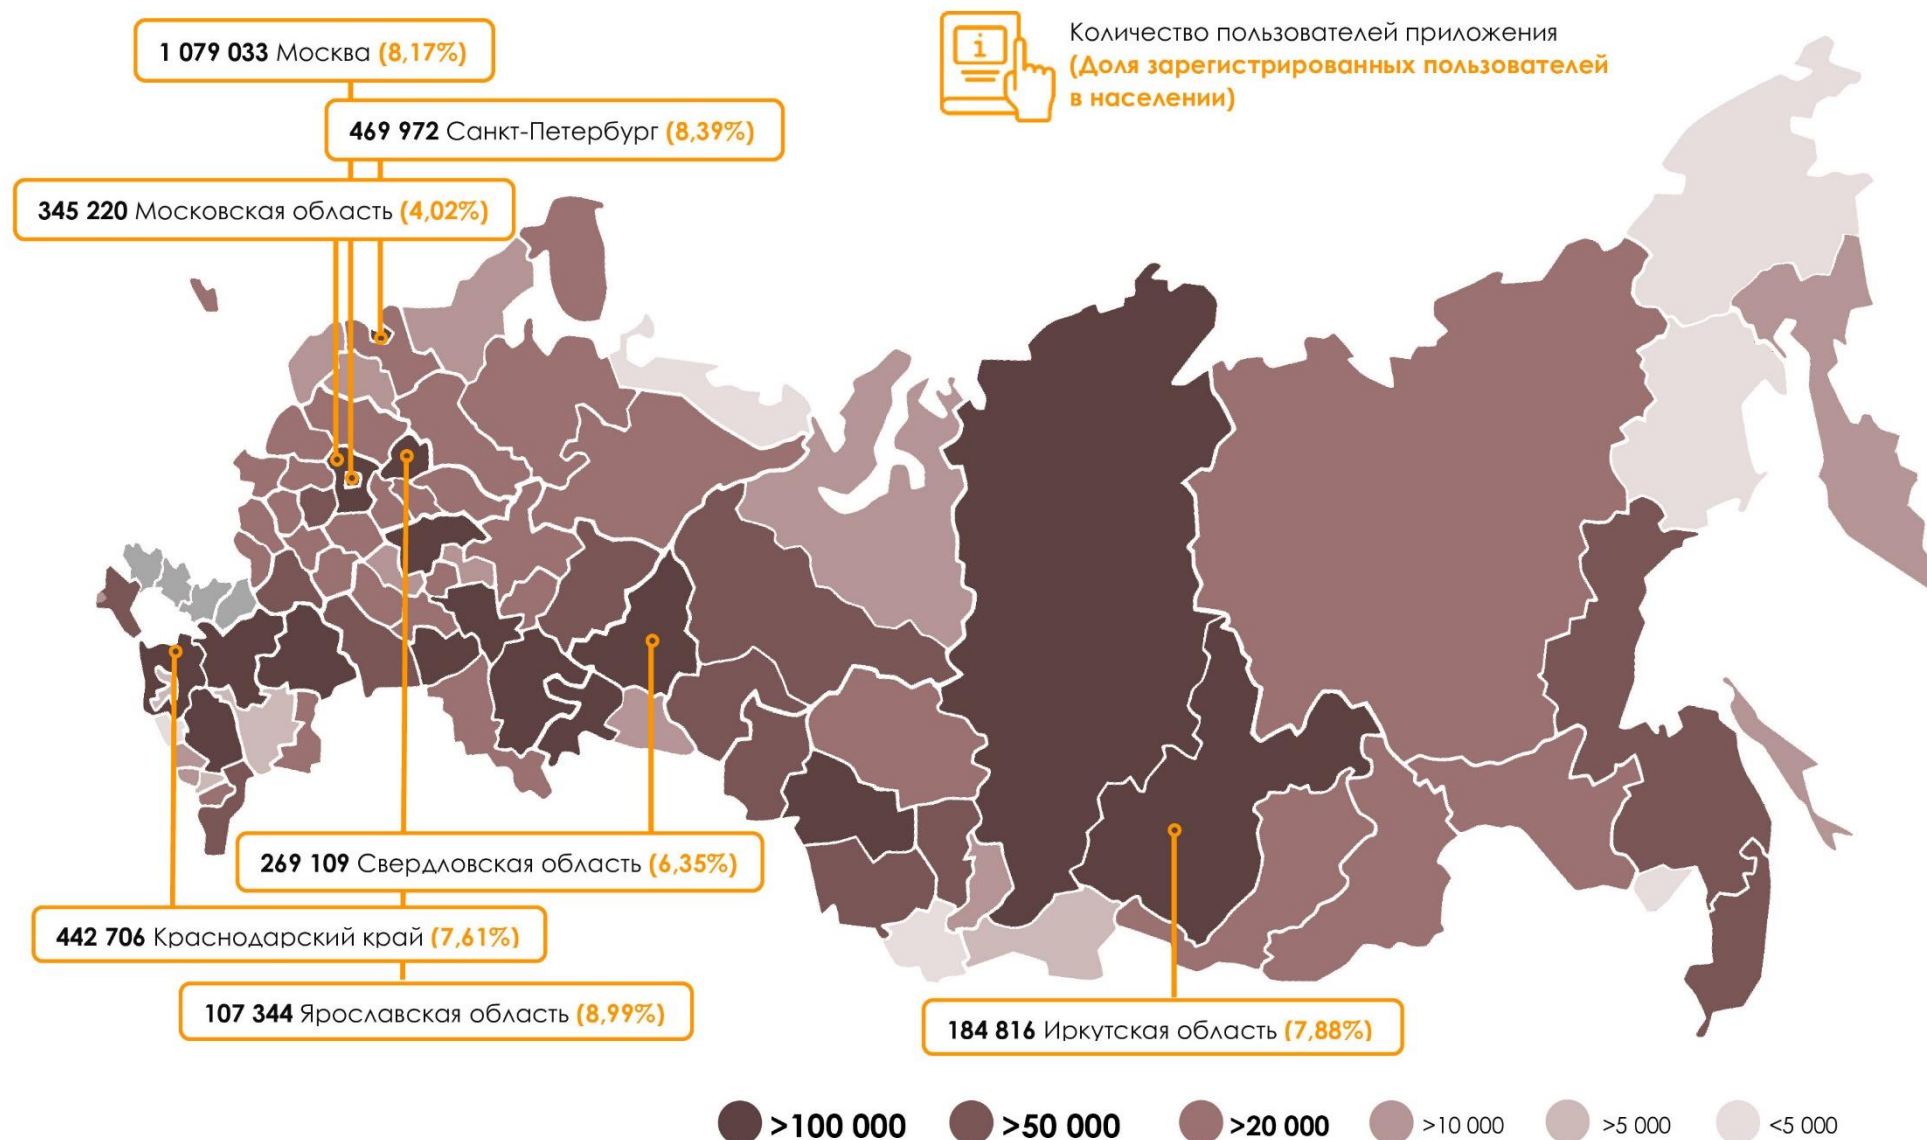 1 079 033 Москва (8,17%)
Количество пользователей приложения
(Доля зарегистрированных пользователей
в населении)
i
469 972 Санкт-Петербург (8,39%)
345 220 Московская область (4,02%)
269 109 Свердловская область (6,35%)
442 706 Краснодарский край (7,61%)
107 344 Ярославская область (8,99%)
184 816 Иркутская область (7,88%)
>100 000 >50 000 >20 000 >10 000 >5 000 <5 000